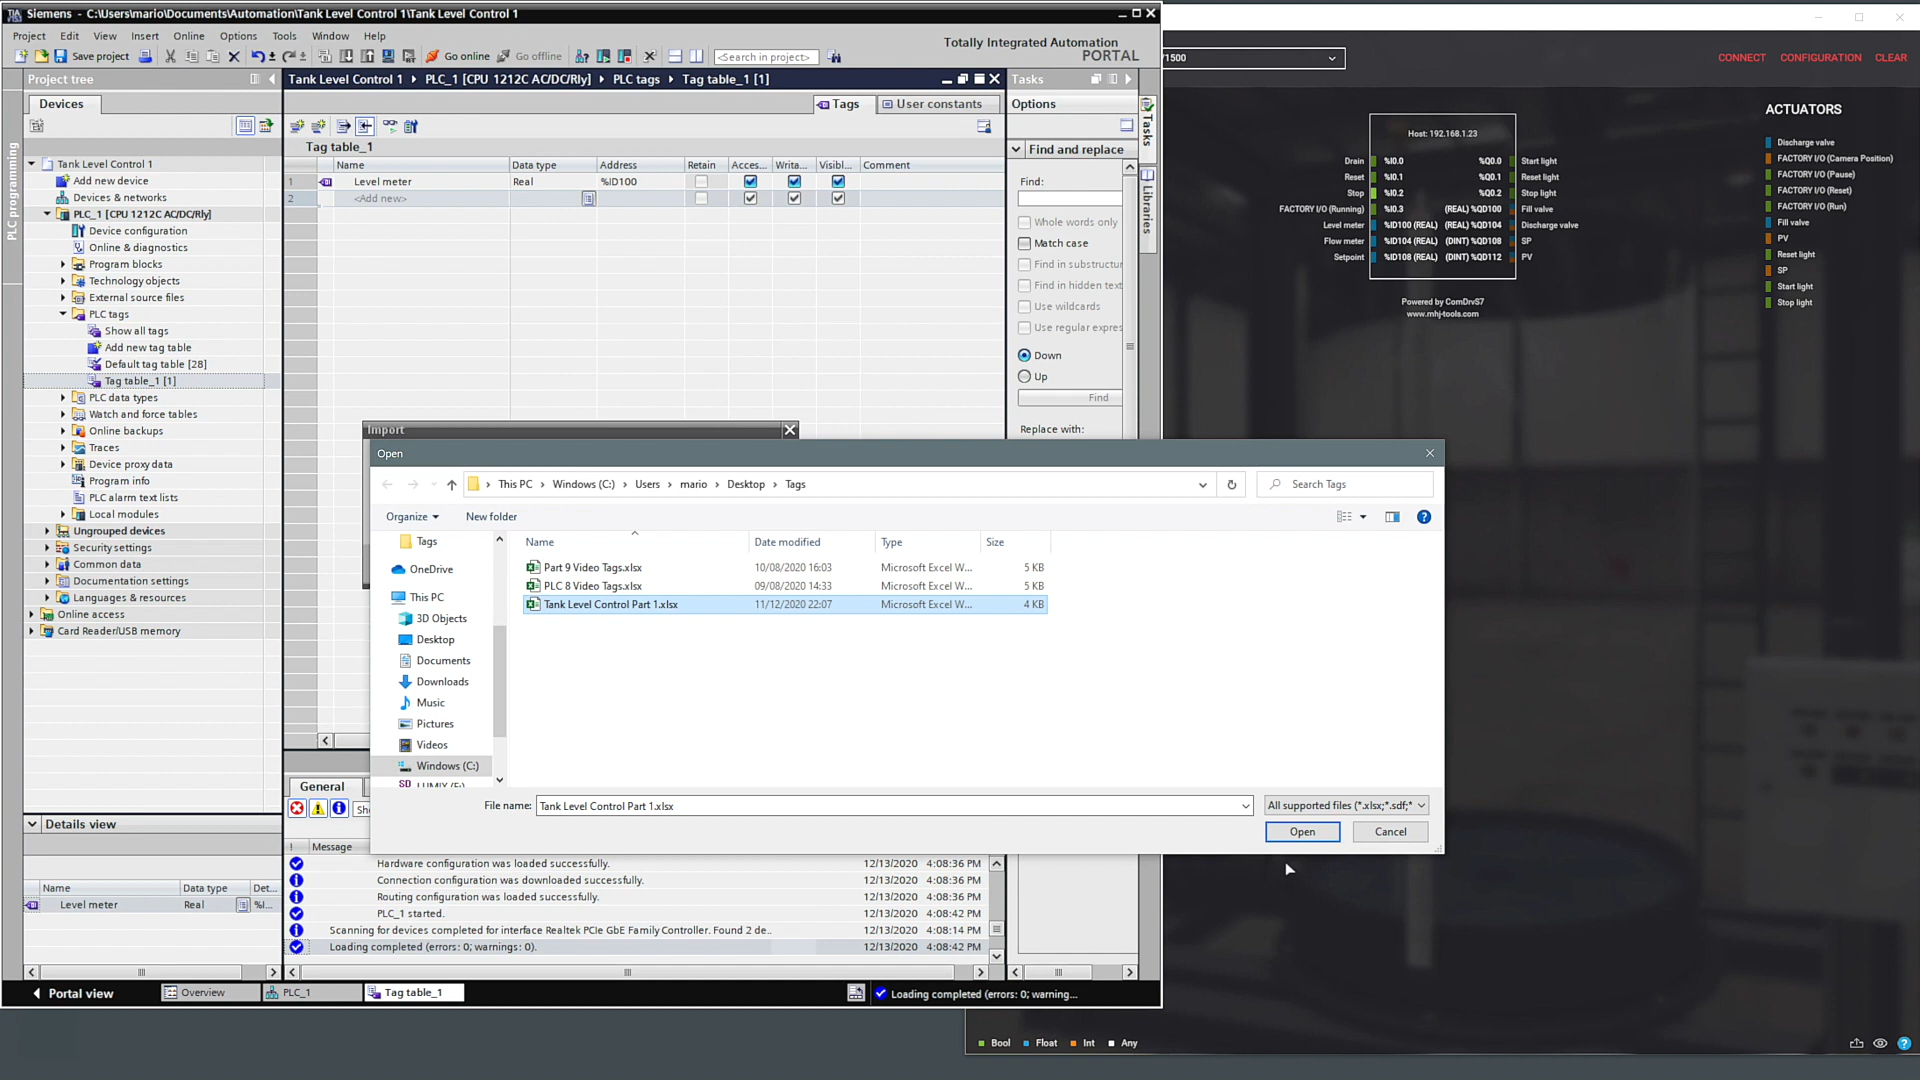 Siemens - C:\Users\mario\Documents\Automation\Tank Level Control 1\Tank Level Control 1
Project Edit View Insert Online Options Tools Window Help
Totally Integrated Automation
PORTAL
Save project
Go online
Go offline
<Search in project>
Project tree
Devices
PLC programming
Tank Level Control 1
Add new device
Devices & networks
PLC_1 [CPU 1212C AC/DC/Rly]
Device configuration
Online & diagnostics
Program blocks
Technology objects
External source files
PLC tags
Show all tags
Add new tag table
Default tag table [28]
Tag table_1 [1]
PLC data types
Watch and force tables
Online backups
Traces
Device proxy data
Program info
PLC alarm text lists
Local modules
Ungrouped devices
Security settings
Common data
Documentation settings
Languages & resources
Online access
Card Reader/USB memory
Details view
Name Data type Det...
Level meter Real %I...
Portal view
Overview
PLC_1
Tag table_1
Loading completed (errors: 0; warning...
Tank Level Control 1 PLC_1 [CPU 1212C AC/DC/Rly] PLC tags Tag table_1 [1]
Tags
User constants
Tag table_1
Name Data type Address Retain Acces... Writa... Visibl... Comment
1 Level meter Real %ID100
2 <Add new>
Tasks
Options
Find and replace
Find:
Whole words only
Match case
Find in substructur
Find in hidden text
Use wildcards
Use regular expres
Down
Up
Find
Replace with:
Tasks
Libraries
Import
Open
This PC Windows (C:) Users mario Desktop Tags
Search Tags
Organize
New folder
Tags
OneDrive
This PC
3D Objects
Desktop
Documents
Downloads
Music
Pictures
Videos
Windows (C:)
Name Date modified Type Size
Part 9 Video Tags.xlsx 10/08/2020 16:03 Microsoft Excel W... 5 KB
PLC 8 Video Tags.xlsx 09/08/2020 14:33 Microsoft Excel W... 5 KB
Tank Level Control Part 1.xlsx 11/12/2020 22:07 Microsoft Excel W... 4 KB
File name: Tank Level Control Part 1.xlsx
All supported files (*.xlsx;*.sdf;*
Open
Cancel
General
! Message
Hardware configuration was loaded successfully. 12/13/2020 4:08:36 PM
Connection configuration was downloaded successfully. 12/13/2020 4:08:36 PM
Routing configuration was loaded successfully. 12/13/2020 4:08:36 PM
PLC_1 started. 12/13/2020 4:08:42 PM
Scanning for devices completed for interface Realtek PCIe GbE Family Controller. Found 2 de.. 12/13/2020 4:08:14 PM
Loading completed (errors: 0; warnings: 0). 12/13/2020 4:08:42 PM
CONNECT CONFIGURATION CLEAR
Host: 192.168.1.23
Drain %I0.0 %Q0.0 Start light
Reset %I0.1 %Q0.1 Reset light
Stop %I0.2 %Q0.2 Stop light
FACTORY I/O (Running) %I0.3 (REAL) %QD100 Fill valve
Level meter %ID100 (REAL) (REAL) %QD104 Discharge valve
Flow meter %ID104 (REAL) (DINT) %QD108 SP
Setpoint %ID108 (REAL) (DINT) %QD112 PV
Powered by ComDrvS7
www.mhj-tools.com
ACTUATORS
Discharge valve
FACTORY I/O (Camera Position)
FACTORY I/O (Pause)
FACTORY I/O (Reset)
FACTORY I/O (Run)
Fill valve
PV
Reset light
SP
Start light
Stop light
Bool Float Int Any